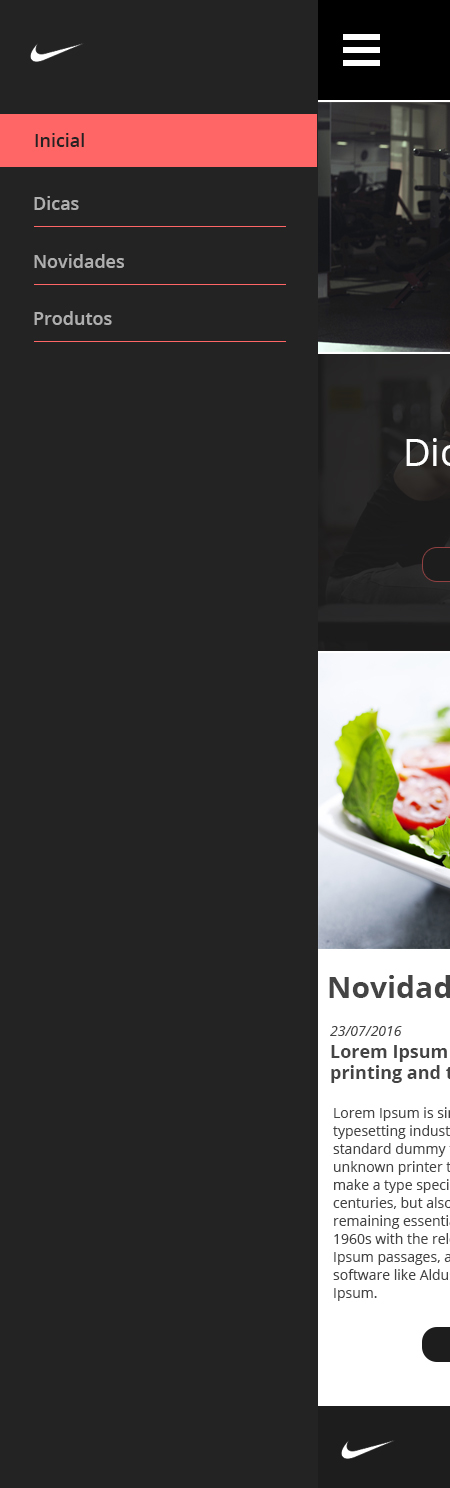 Inicial
Dicas
Novidades
Produtos
Novidad
23/07/2016
Lorem Ipsum
printing and
Lorem Ipsum is
typesetting indust
standard dummy
unknown printer
make a type speci
centuries, but also
remaining essenti
1960s with the rel
Ipsum passages, a
software like Aldu
Ipsum.